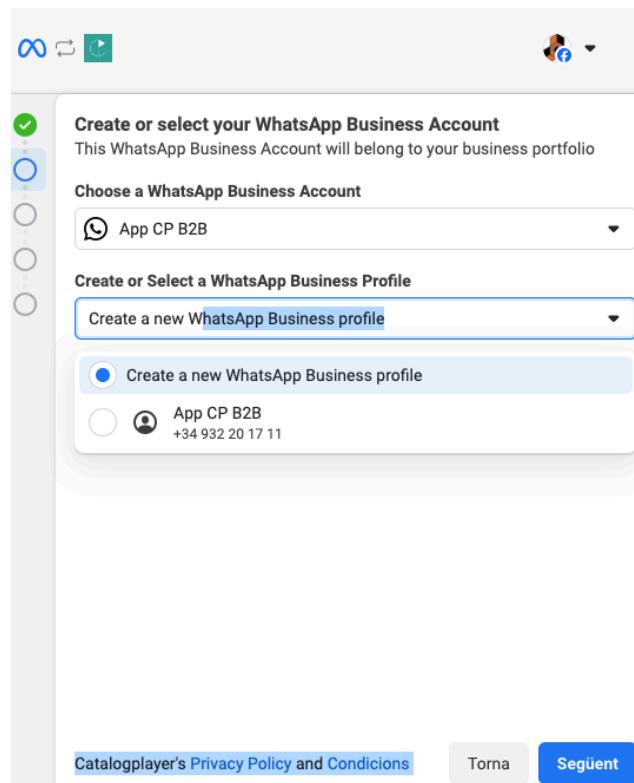 Create or select your WhatsApp Business Account
This WhatsApp Business Account will belong to your business portfolio
Choose a WhatsApp Business Account
App CP B2B
Create or Select a WhatsApp Business Profile
Create a new WhatsApp Business profile
Create a new WhatsApp Business profile
App CP B2B
+34 932 20 17 11
Catalogplayer's Privacy Policy and Condicions
Torna
Següent